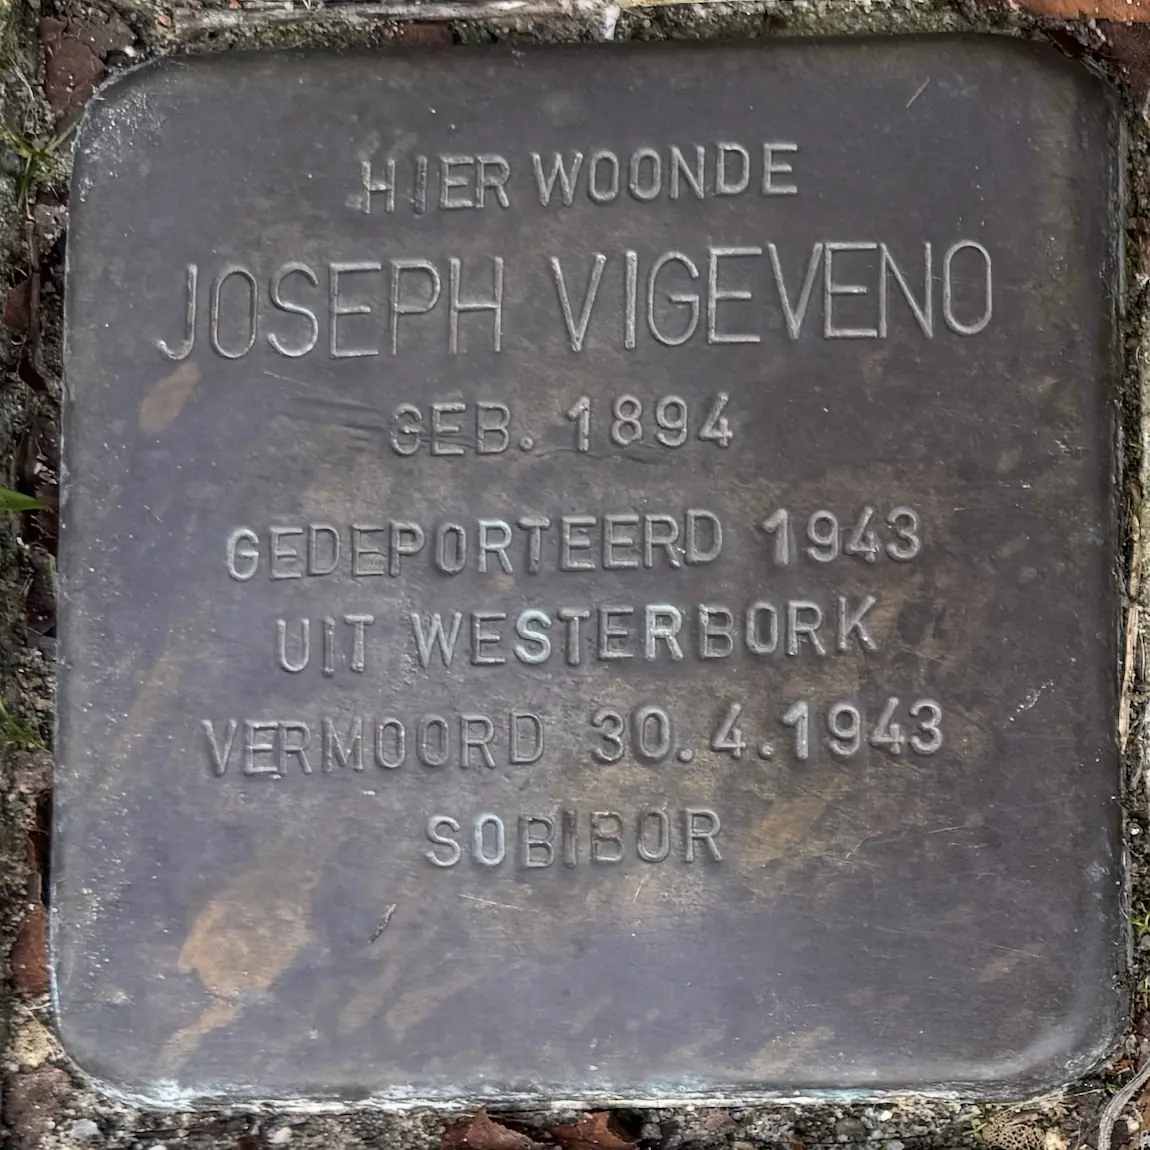 HIER WOONDE
JOSEPH VIGEVENO
GEB. 1894
GEDEPORTEERD 1943
UIT WESTERBORK
VERMOORD 30.4.1943
SOBIBOR